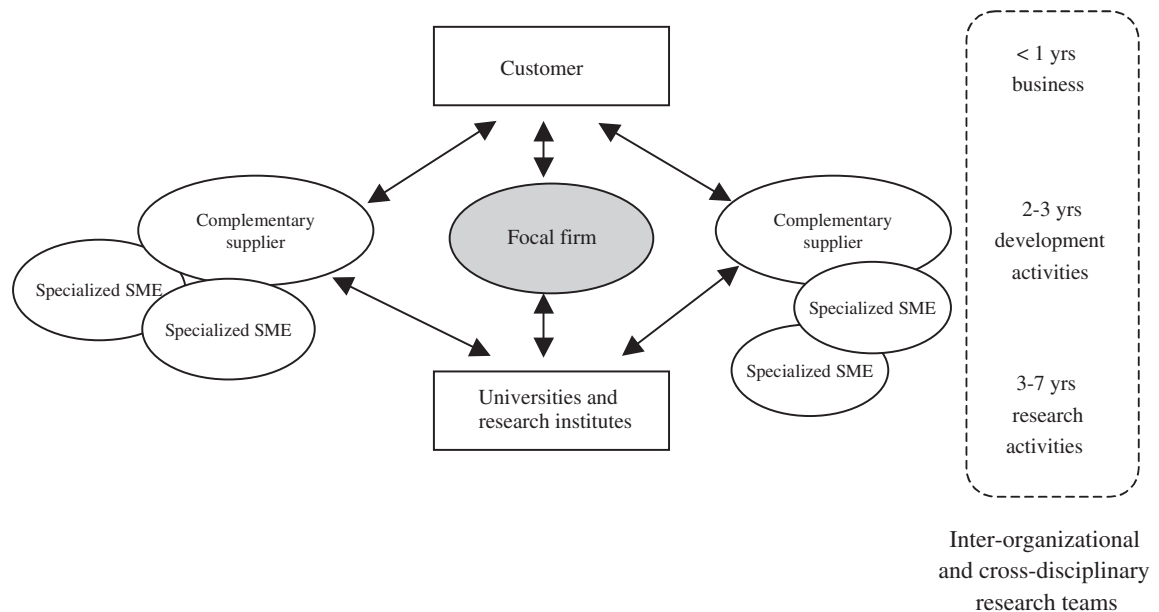 Customer
Complementary
supplier
Specialized SME
Specialized SME
Focal firm
Complementary
supplier
Specialized SME
Specialized SME
Universities and
research institutes
< 1 yrs
business
2-3 yrs
development
activities
3-7 yrs
research
activities
Inter-organizational
and cross-disciplinary
research teams